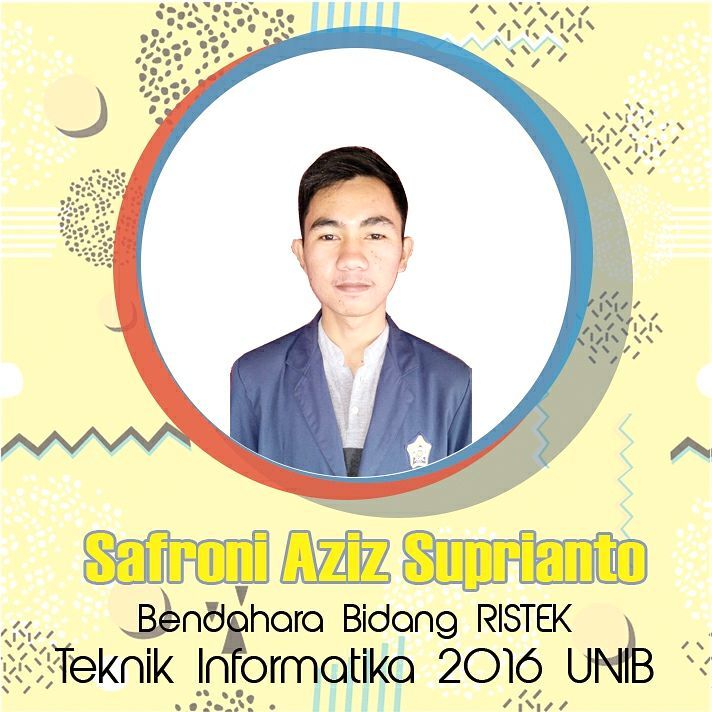 Safroni Aziz Suprianto
Bendahara Bidang RISTEK
Teknik Informatika 2016 UNIB